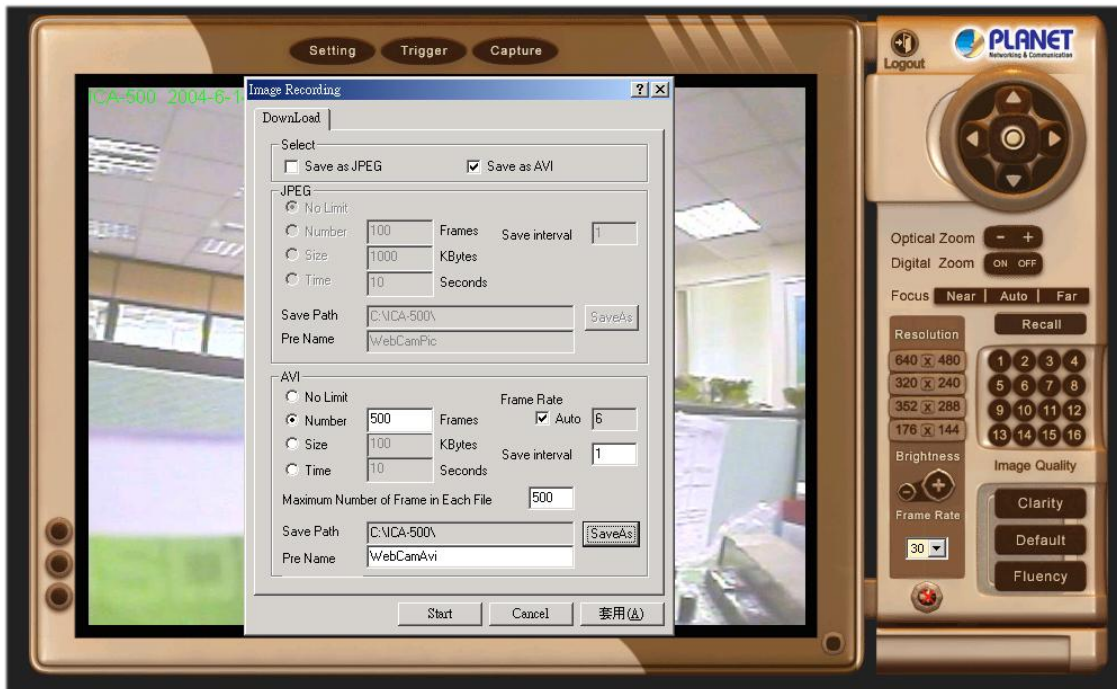 Setting
Trigger
Capture
Logout
PLANET
Networking & Communication
ICA-500 2004-6-1
Image Recording
DownLoad
Select
Save as JPEG
Save as AVI
JPEG
No Limit
Number 100 Frames
Save interval 1
Size 1000 KBytes
Time 10 Seconds
Save Path C:\ICA-500\ SaveAs
Pre Name WebCamPic
AVI
No Limit
Frame Rate
Number 500 Frames
Auto 6
Size 100 KBytes
Save interval 1
Time 10 Seconds
Maximum Number of Frame in Each File 500
Save Path C:\ICA-500\ SaveAs
Pre Name WebCamAvi
Start
Cancel
套用(A)
Optical Zoom - +
Digital Zoom ON OFF
Focus Near Auto Far
Resolution
640 x 480
320 x 240
352 x 288
176 x 144
Brightness
Frame Rate
30
Recall
1 2 3 4
5 6 7 8
9 10 11 12
13 14 15 16
Image Quality
Clarity
Default
Fluency